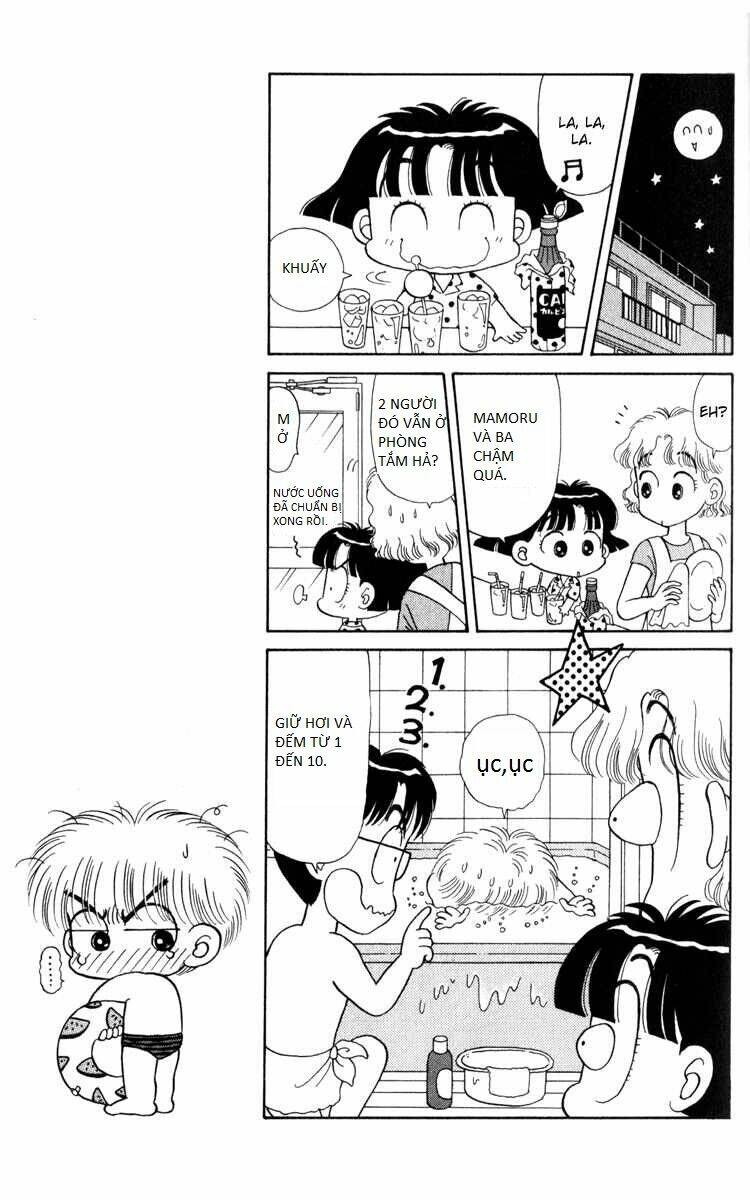 LA, LA,
LA.
KHUẤY
CAL
EH?
MAMORU
VÀ BA
CHẬM
QUÁ.
2 NGƯỜI
ĐÓ VẪN Ở
PHÒNG
TẮM HẢ?
M
Ở
NƯỚC UỐNG
ĐÃ CHUẨN BỊ
XONG RỒI.
1.
2.
3.
GIỮ HƠI VÀ
ĐẾM TỪ 1
ĐẾN 10.
ỤC,ỤC